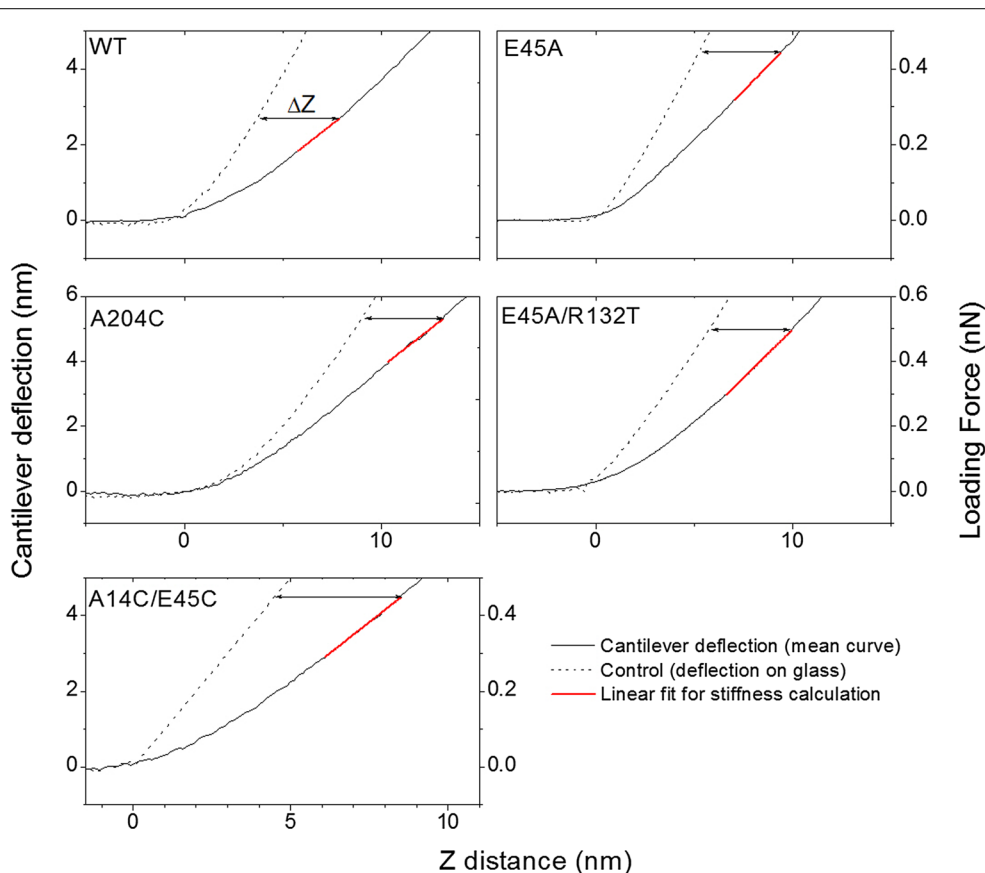 WT
ΔZ
4
2
0
E45A
0.4
0.2
0.0
A204C
6
4
2
0
0
10
E45A/R132T
0.6
0.4
0.2
0.0
0
10
A14C/E45C
4
2
0
0.4
0.2
0.0
0
5
10
Cantilever deflection (nm)
Loading Force (nN)
Z distance (nm)
Cantilever deflection (mean curve)
Control (deflection on glass)
Linear fit for stiffness calculation